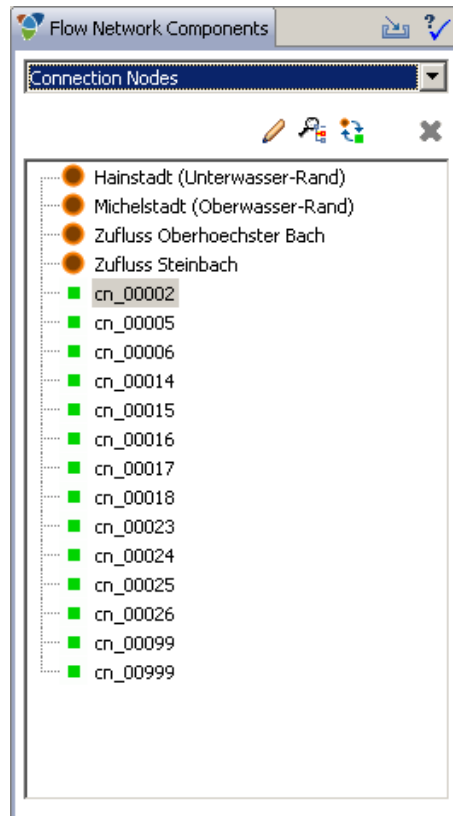 Flow Network Components
Connection Nodes
Hainstadt (Unterwasser-Rand)
Michelstadt (Oberwasser-Rand)
Zufluss Oberhoechster Bach
Zufluss Steinbach
cn_00002
cn_00005
cn_00006
cn_00014
cn_00015
cn_00016
cn_00017
cn_00018
cn_00023
cn_00024
cn_00025
cn_00026
cn_00099
cn_00999